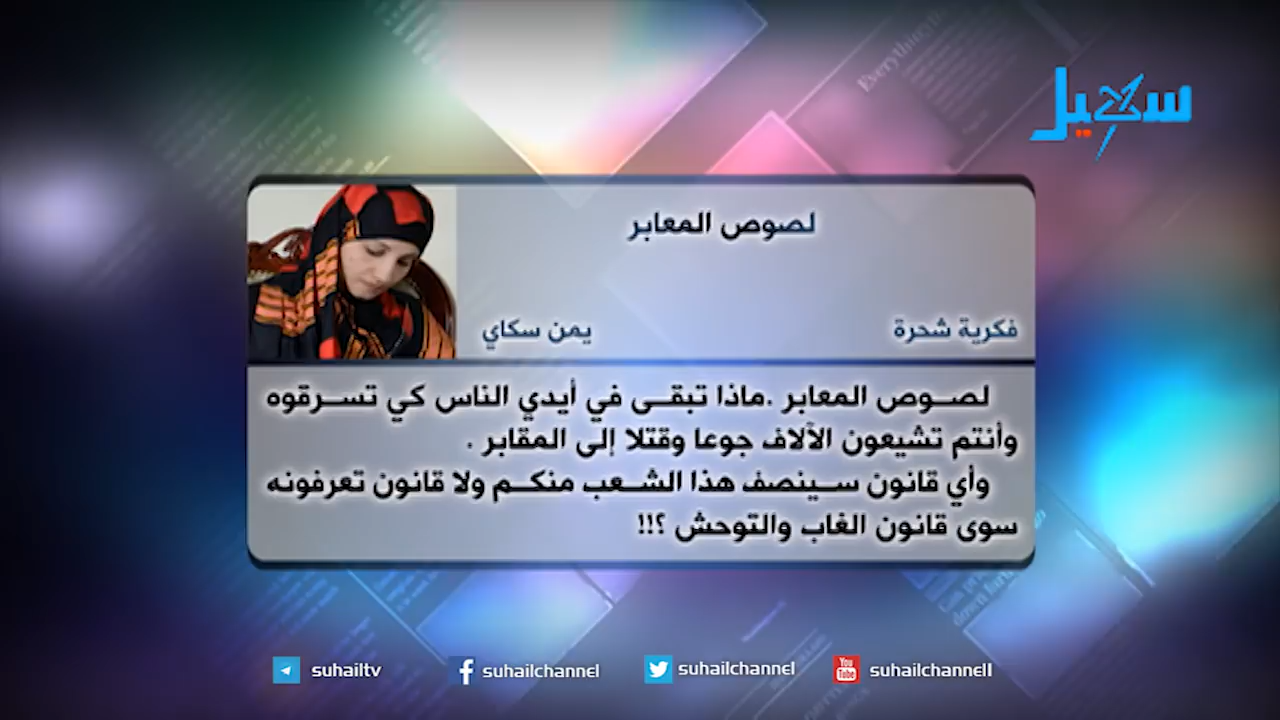 سهيل
لصوص المعابر
فكرية شحرة
يمن سكاي
لصوص المعابر .ماذا تبقى في أيدي الناس كي تسرقوه
وأنتم تشيعون الآلاف جوعا وقتلا إلى المقابر .
وأي قانون سينصف هذا الشعب منكم ولا قانون تعرفونه
سوى قانون الغاب والتوحش ؟!!
suhailtv
suhailchannel
suhailchannel
You Tube
suhailchannell